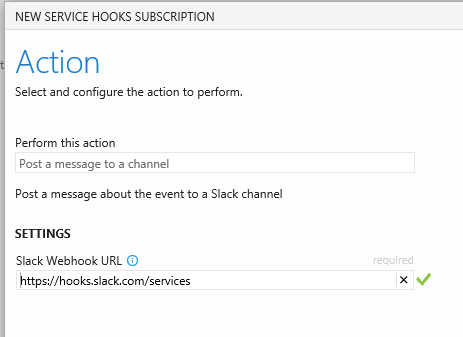 NEW SERVICE HOOKS SUBSCRIPTION
t
Action
Select and configure the action to perform.
Perform this action
Post a message to a channel
Post a message about the event to a Slack channel
SETTINGS
Slack Webhook URL required
https://hooks.slack.com/services